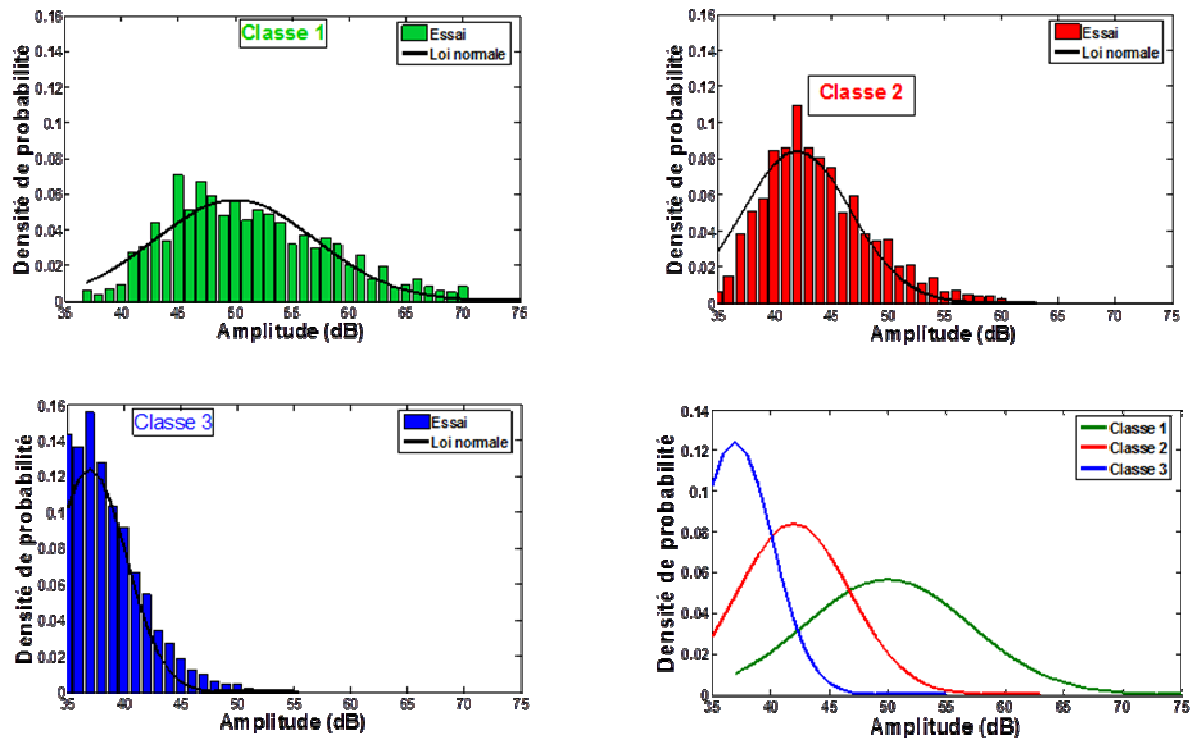 Classe 1
Essai
Loi normale
Densité de probabilité
0.16
0.14
0.12
0.1
0.08
0.06
0.04
0.02
0
35 40 45 50 55 60 65 70 75
Amplitude (dB)
Classe 2
Essai
Loi normale
Densité de probabilité
0.16
0.14
0.12
0.1
0.08
0.06
0.04
0.02
0
35 40 45 50 55 60 65 70 75
Amplitude (dB)
Classe 3
Essai
Loi normale
Densité de probabilité
0.16
0.14
0.12
0.1
0.08
0.06
0.04
0.02
0
35 40 45 50 55 60 65 70 75
Amplitude (dB)
Classe 1
Classe 2
Classe 3
Densité de probabilité
0.14
0.12
0.1
0.08
0.06
0.04
0.02
0
35 40 45 50 55 60 65 70 75
Amplitude (dB)